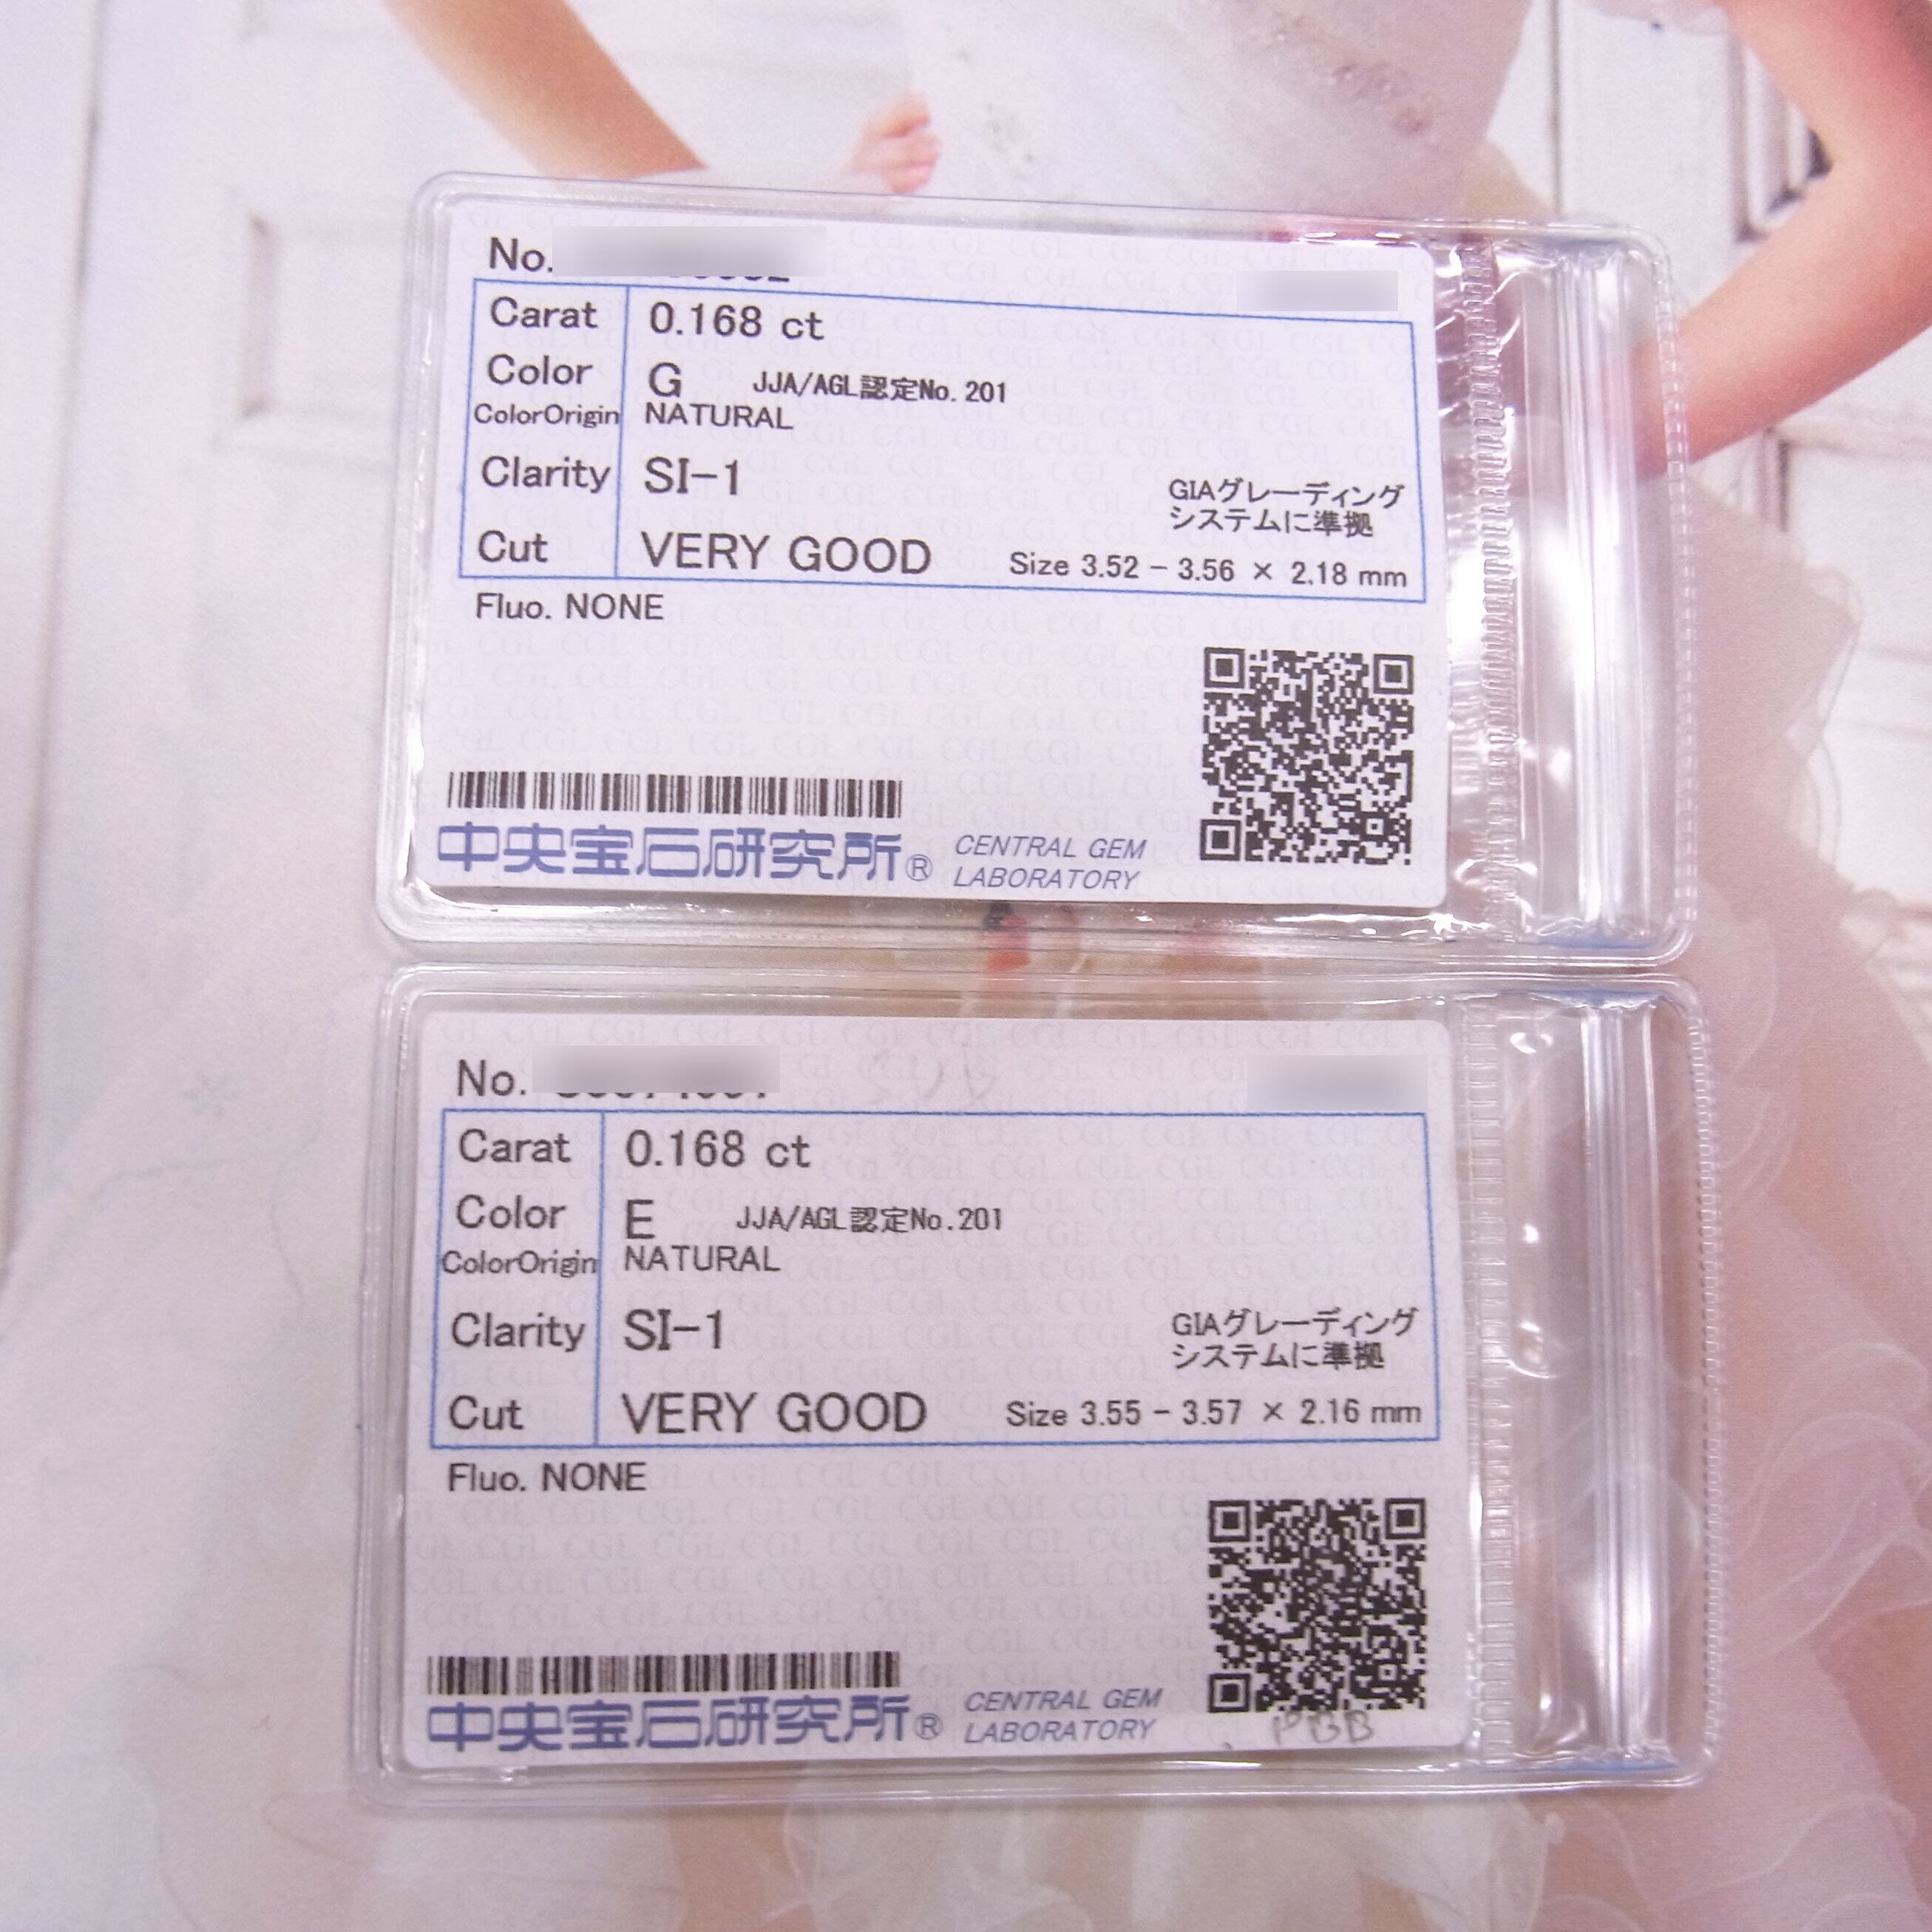 No.
Carat 0.168 ct
Color G JJA/AGL認定No.201
ColorOrigin NATURAL
Clarity SI-1
GIAグレーディング
システムに準拠
Cut VERY GOOD Size 3.52 - 3.56 × 2.18 mm
Fluo. NONE
中央宝石研究所® CENTRAL GEM
LABORATORY
No.
Carat 0.168 ct
Color E JJA/AGL認定No.201
ColorOrigin NATURAL
Clarity SI-1
GIAグレーディング
システムに準拠
Cut VERY GOOD Size 3.55 - 3.57 × 2.16 mm
Fluo. NONE
中央宝石研究所® CENTRAL GEM
LABORATORY